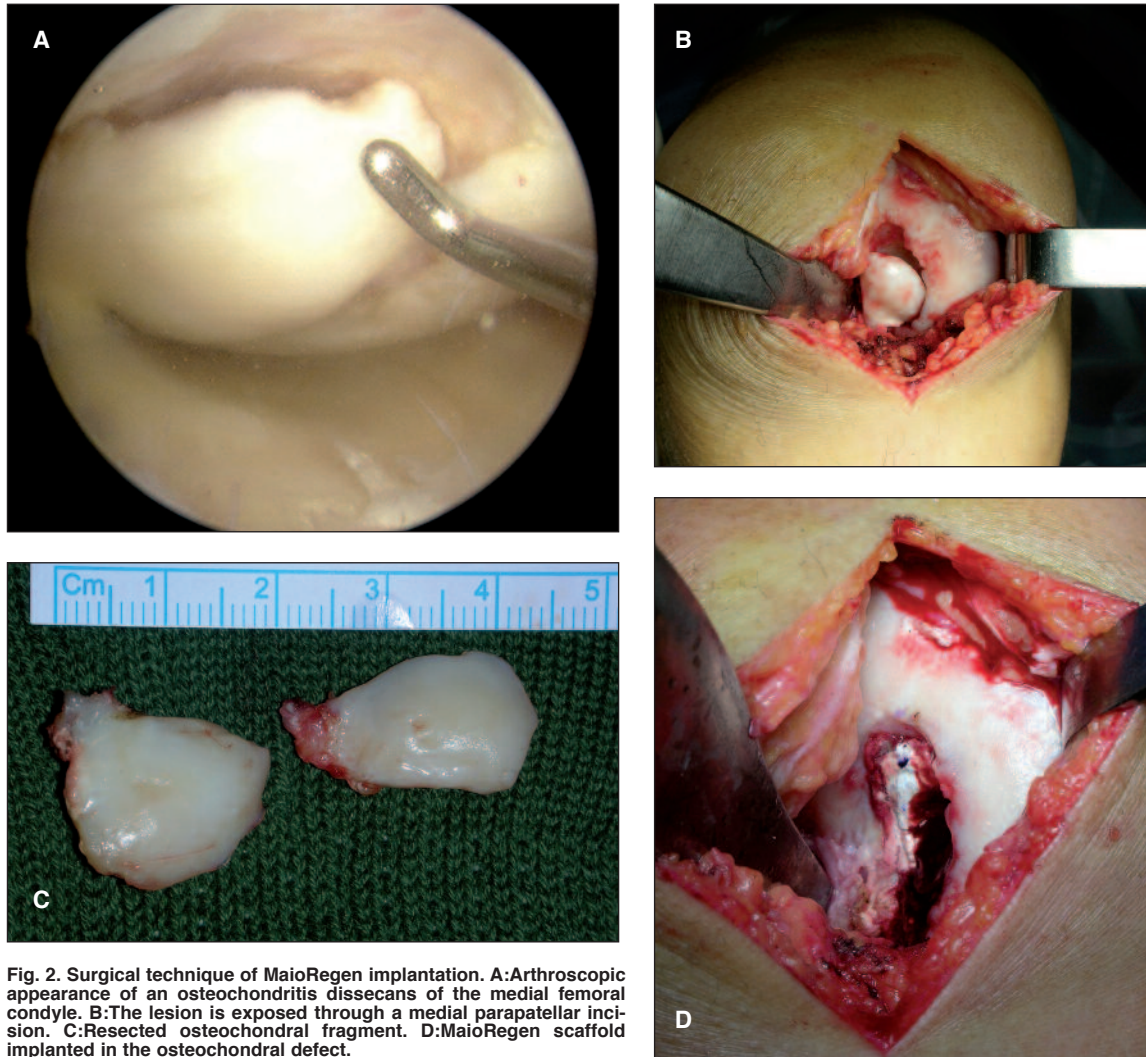 A
B
Cm 1 2 3 4 5
C
D
Fig. 2. Surgical technique of MaioRegen implantation. A:Arthroscopic
appearance of an osteochondritis dissecans of the medial femoral
condyle. B:The lesion is exposed through a medial parapatellar inci-
sion. C:Resected osteochondral fragment. D:MaioRegen scaffold
implanted in the osteochondral defect.